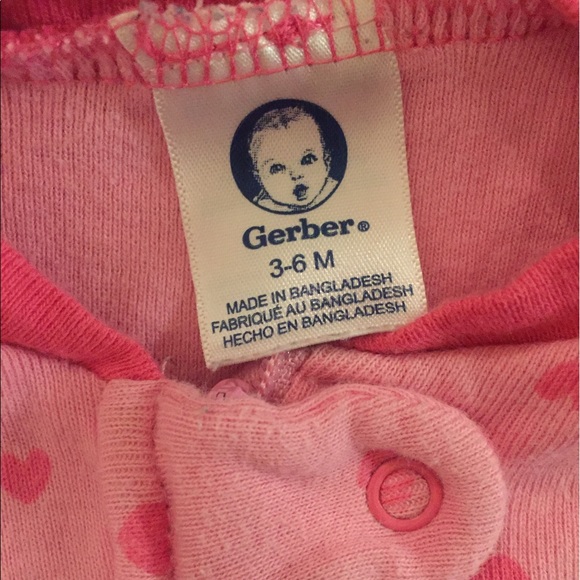 Gerber®
3-6 M
MADE IN BANGLADESH
FABRIQUÉ AU BANGLADESH
HECHO EN BANGLADESH